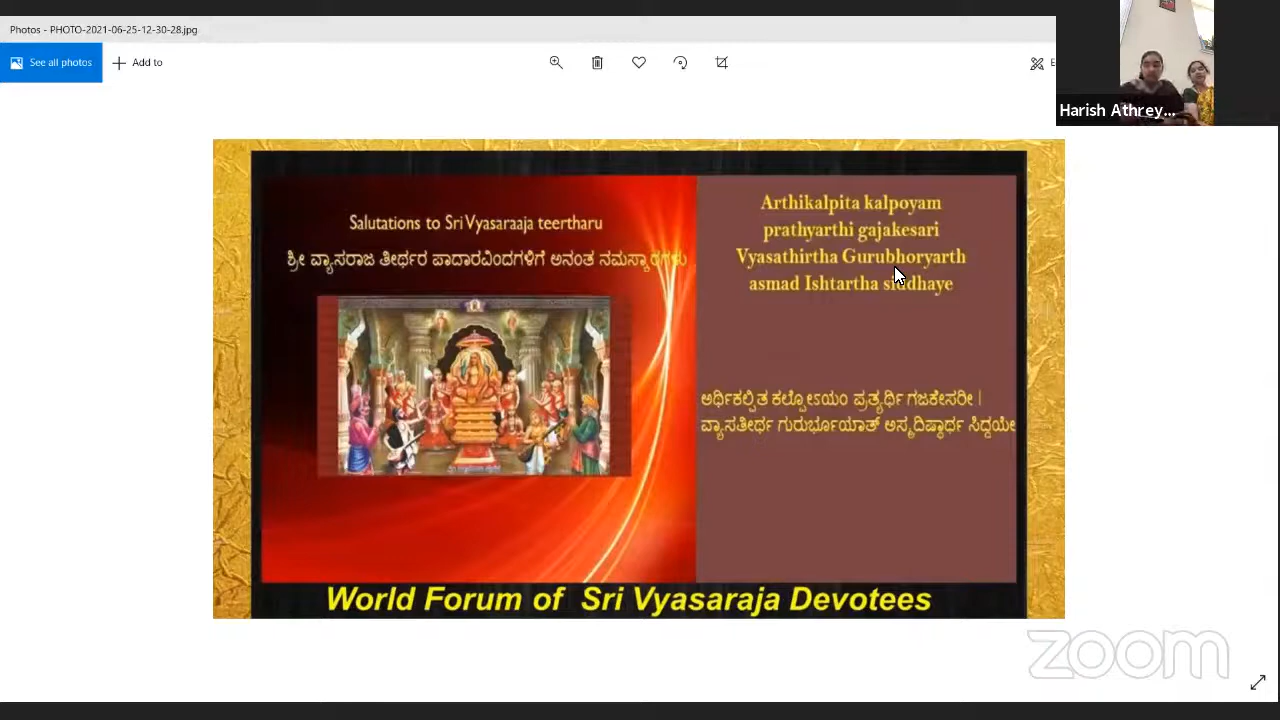 Photos - PHOTO-2021-06-25-12-30-28.jpg
See all photos
Add to
Harish Athrey...
Salutations to Sri Vyasaraaja teertharu
ಶ್ರೀ ವ್ಯಾಸರಾಜ ತೀರ್ಥರ ಪಾದಾರವಿಂದಗಳಿಗೆ ಅನಂತ ನಮಸ್ಕಾರಗಳು
Arthikalpita kalpoyam
prathyarthi gajakesari
Vyasathirtha Gurubhoryarth
asmad Ishtartha siddhaye
ಅರ್ಥಿಕಲ್ಪಿತ ಕಲ್ಪೋಽಯಂ ಪ್ರತ್ಯರ್ಥಿ ಗಜಕೇಸರೀ |
ವ್ಯಾಸತೀರ್ಥ ಗುರುರ್ಭೂಯಾತ್ ಅಸ್ಮದಿಷ್ಠಾರ್ಥ ಸಿದ್ದಯೇ
World Forum of Sri Vyasaraja Devotees
zoom